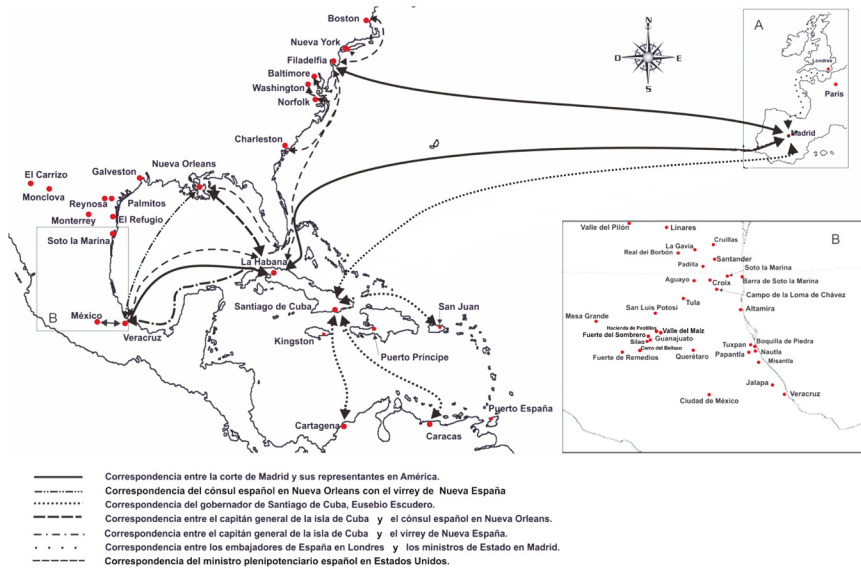 Boston
Nueva York
Filadelfia
Baltimore
Washington
Norfolk
Charleston
Nueva Orleans
Galveston
El Carrizo
Monclova
Reynosa
Palmitos
Monterrey
El Refugio
Soto la Marina
La Habana
B
México
Veracruz
Santiago de Cuba
San Juan
Kingston
Puerto Príncipe
Puerto España
Cartagena
Caracas
N
O
E
S
A
Londres
Paris
Madrid
B
Valle del Pilón
Linares
Cruillas
La Gavia
Real del Borbón
Santander
Padilla
Soto la Marina
Aguayo
Croix
Barra de Soto la Marina
Campo de la Loma de Chávez
Tula
Altamira
San Luis Potosí
Mesa Grande
Hacienda de Peotillos
Valle del Maíz
Fuerte del Sombrero
Guanajuato
Silao
Cerro del Bellaco
Fuerte de Remedios
Querétaro
Tuxpan
Boquilla de Piedra
Papantla
Nautla
Misantla
Jalapa
Ciudad de México
Veracruz
Correspondencia entre la corte de Madrid y sus representantes en América.
Correspondencia del cónsul español en Nueva Orleans con el virrey de Nueva España
Correspondencia del gobernador de Santiago de Cuba, Eusebio Escudero.
Correspondencia entre el capitán general de la isla de Cuba y el cónsul español en Nueva Orleans.
Correspondencia entre el capitán general de la isla de Cuba y el virrey de Nueva España.
Correspondencia entre los embajadores de España en Londres y los ministros de Estado en Madrid.
Correspondencia del ministro plenipotenciario español en Estados Unidos.